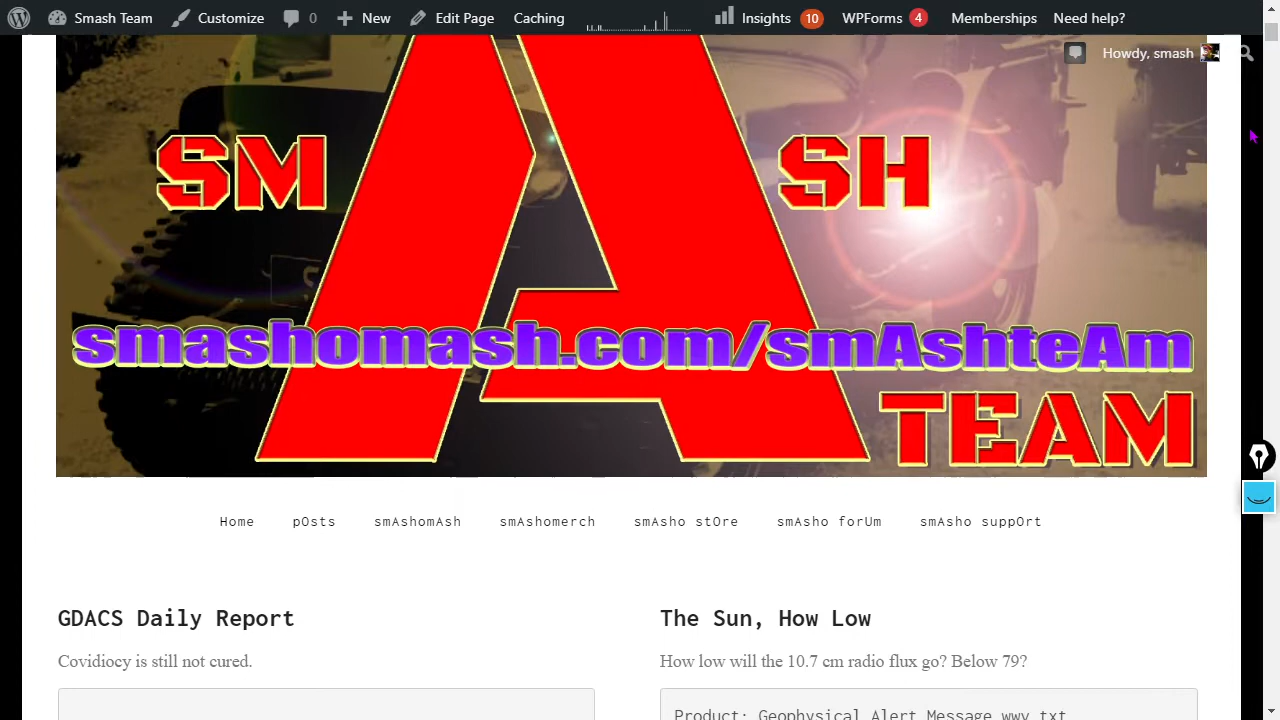 Smash Team Customize 0 New Edit Page Caching Insights 10 WPForms 4 Memberships Need help?
Howdy, smash
SM A SH
smashomash.com/smAshteAm
TEAM
Home pOsts smAshomAsh smAshomerch smAsho stOre smAsho forUm smAsho suppOrt
GDACS Daily Report
Covidiocy is still not cured.
The Sun, How Low
How low will the 10.7 cm radio flux go? Below 79?
Product: Geophysical Alert Message wwv.txt